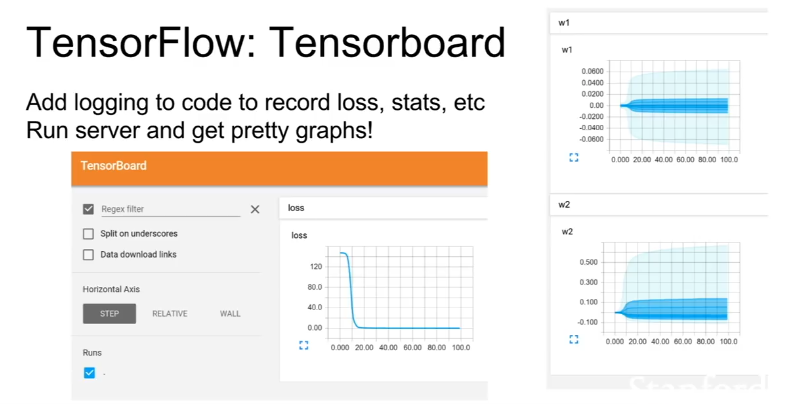 TensorFlow: Tensorboard
Add logging to code to record loss, stats, etc
Run server and get pretty graphs!
TensorBoard
Regex filter
Split on underscores
Data download links
Horizontal Axis
STEP RELATIVE WALL
Runs
.
loss
loss
120
80.0
40.0
0.00
0.000 20.00 40.00 60.00 80.00 100.0
w1
w1
0.0600
0.0400
0.0200
0.00
-0.0200
-0.0400
-0.0600
0.000 20.00 40.00 60.00 80.00 100.0
w2
w2
0.500
0.300
0.100
-0.100
0.000 20.00 40.00 60.00 80.00 100.0
Stanford